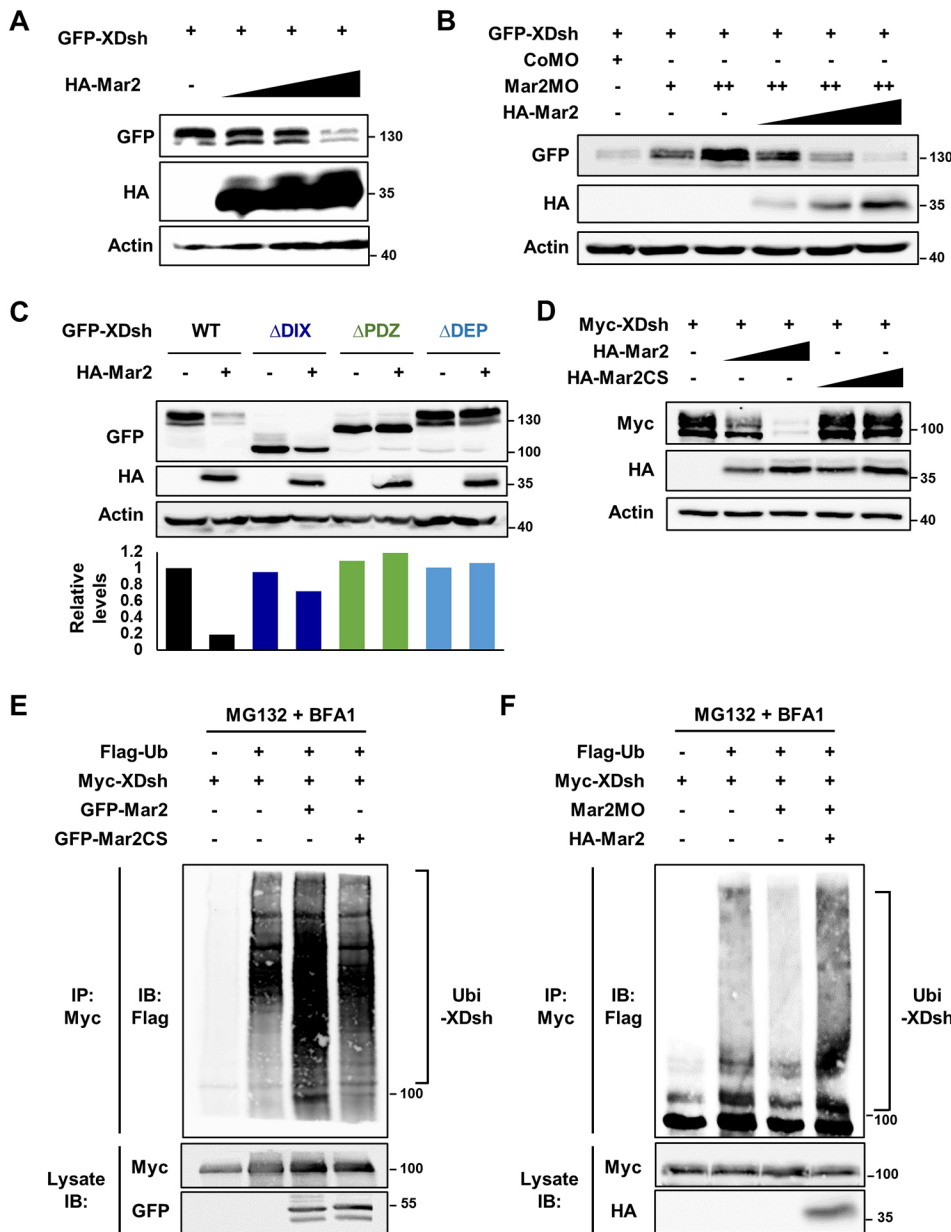 A
GFP-XDsh + + + +
HA-Mar2 -
GFP 130
HA 35
Actin 40
B
GFP-XDsh + + + + + +
CoMO + - - - - -
Mar2MO - + ++ ++ ++ ++
HA-Mar2 - - -
GFP 130
HA 35
Actin 40
C
GFP-XDsh WT ΔDIX ΔPDZ ΔDEP
HA-Mar2 - + - + - + - +
GFP 130
100
HA 35
Actin 40
Relative levels
1.2
1
0.8
0.6
0.4
0.2
0
D
Myc-XDsh + + + + +
HA-Mar2 - - -
HA-Mar2CS - - -
Myc 100
HA 35
Actin 40
E
MG132 + BFA1
Flag-Ub - + + +
Myc-XDsh + + + +
GFP-Mar2 - - + -
GFP-Mar2CS - - - +
IP: Myc
IB: Flag
Ubi
-XDsh
100
Lysate IB:
Myc 100
GFP 55
F
MG132 + BFA1
Flag-Ub - + + +
Myc-XDsh + + + +
Mar2MO - - + +
HA-Mar2 - - - +
IP: Myc
IB: Flag
Ubi
-XDsh
100
Lysate IB:
Myc 100
HA 35